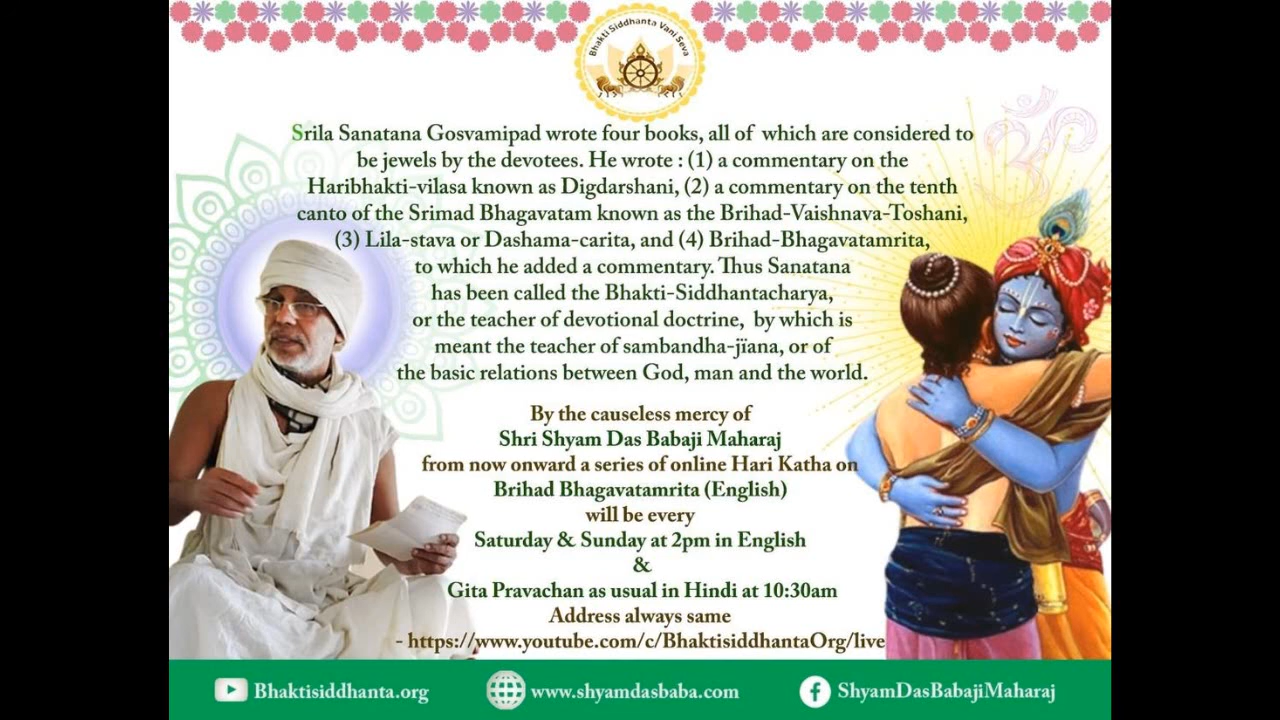 Bhakti Siddhanta Vani Seva
Srila Sanatana Gosvamipad wrote four books, all of which are considered to
be jewels by the devotees. He wrote : (1) a commentary on the
Haribhakti-vilasa known as Digdarshani, (2) a commentary on the tenth
canto of the Srimad Bhagavatam known as the Brihad-Vaishnava-Toshani,
(3) Lila-stava or Dashama-carita, and (4) Brihad-Bhagavatamrita,
to which he added a commentary. Thus Sanatana
has been called the Bhakti-Siddhantacharya,
or the teacher of devotional doctrine, by which is
meant the teacher of sambandha-jïana, or of
the basic relations between God, man and the world.
By the causeless mercy of
Shri Shyam Das Babaji Maharaj
from now onward a series of online Hari Katha on
Brihad Bhagavatamrita (English)
will be every
Saturday & Sunday at 2pm in English
&
Gita Pravachan as usual in Hindi at 10:30am
Address always same
- https://www.youtube.com/c/BhaktisiddhantaOrg/live
Bhaktisiddhanta.org www.shyamdasbaba.com ShyamDasBabajiMaharaj
ॐ